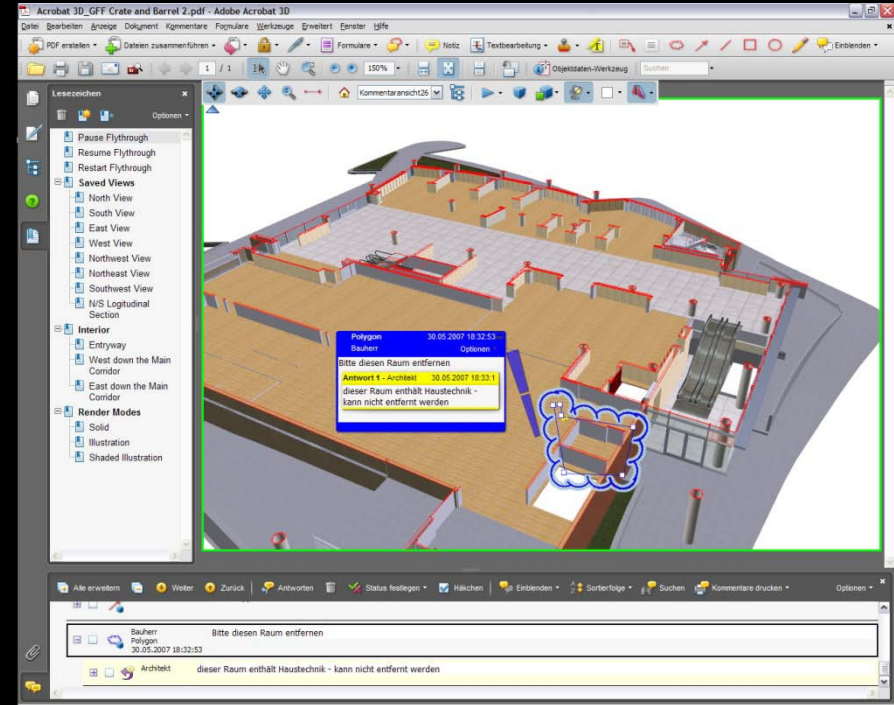 Acrobat 3D_GFF Crate and Barrel 2.pdf - Adobe Acrobat 3D
Datei Bearbeiten Anzeige Dokument Kommentare Formulare Werkzeuge Erweitert Fenster Hilfe
PDF erstellen Dateien zusammenführen Formulare Notiz Textbearbeitung Einblenden
1 / 1 150% Objektdaten-Werkzeug Suchen
Lesezeichen
Kommentaransicht26
Optionen
Pause Flythrough
Resume Flythrough
Restart Flythrough
Saved Views
North View
South View
East View
West View
Northwest View
Northeast View
Southwest View
N/S Logitudinal
Section
Interior
Entryway
West down the Main
Corridor
East down the Main
Corridor
Render Modes
Solid
Illustration
Shaded Illustration
Polygon 30.05.2007 18:32:53
Bauherr Optionen
Bitte diesen Raum entfernen
Antwort 1 - Architekt 30.05.2007 18:33:1
dieser Raum enthält Haustechnik -
kann nicht entfernt werden
Alle erweitern Weiter Zurück Antworten Status festlegen Häkchen Einblenden Sortierfolge Suchen Kommentare drucken Optionen
Bauherr Bitte diesen Raum entfernen
Polygon
30.05.2007 18:32:53
Architekt dieser Raum enthält Haustechnik - kann nicht entfernt werden